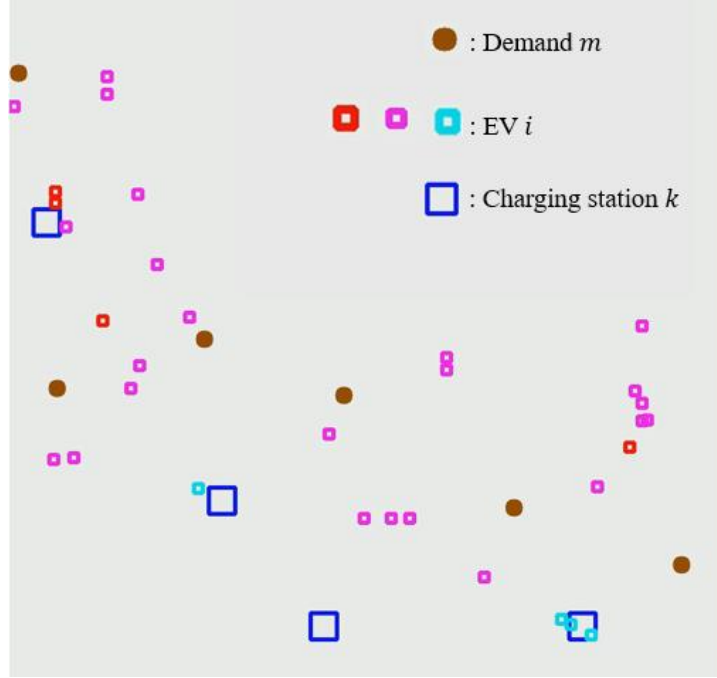 : Demand m
: EV i
: Charging station k